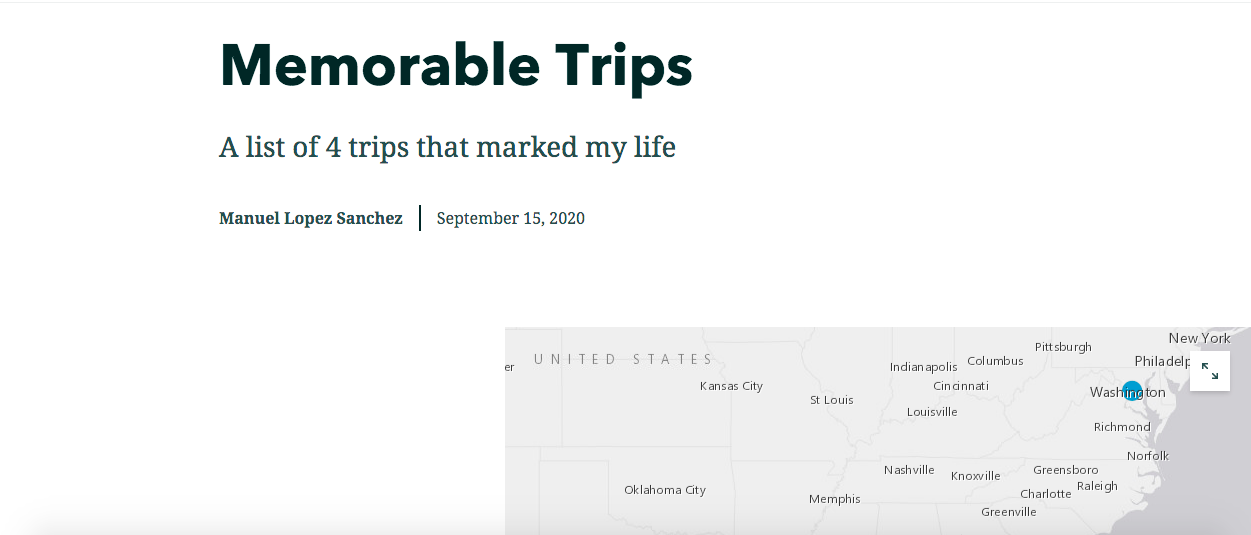 Memorable Trips
A list of 4 trips that marked my life
Manuel Lopez Sanchez
September 15, 2020
New York
Pittsburgh
UNITED STATES
Columbus
Philadelp
er
Indianapolis
Kansas City
Cincinnati
Washington
St Louis
Louisville
Richmond
Norfolk
Nashville
Knoxville
Greensboro
Oklahoma City
Raleigh
Charlotte
Memphis
Greenville